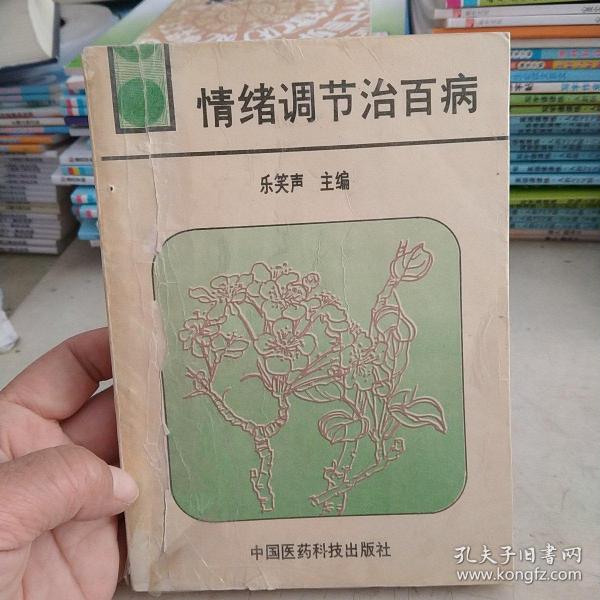 情绪调节治百病
乐笑声 主编
中国医药科技出版社
孔夫子旧书网
www.kongfz.com